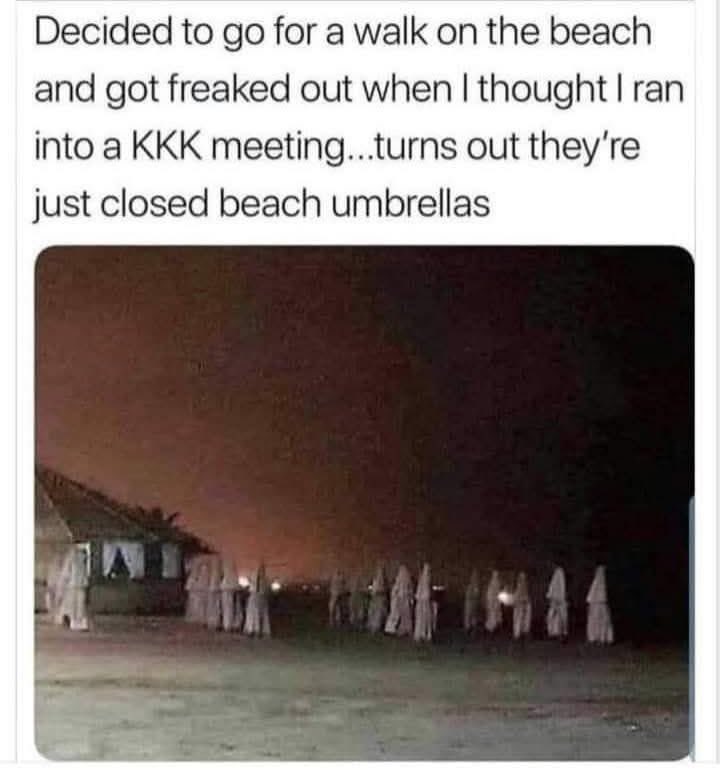 Decided to go for a walk on the beach
and got freaked out when I thought I ran
into a KKK meeting...turns out they're
just closed beach umbrellas